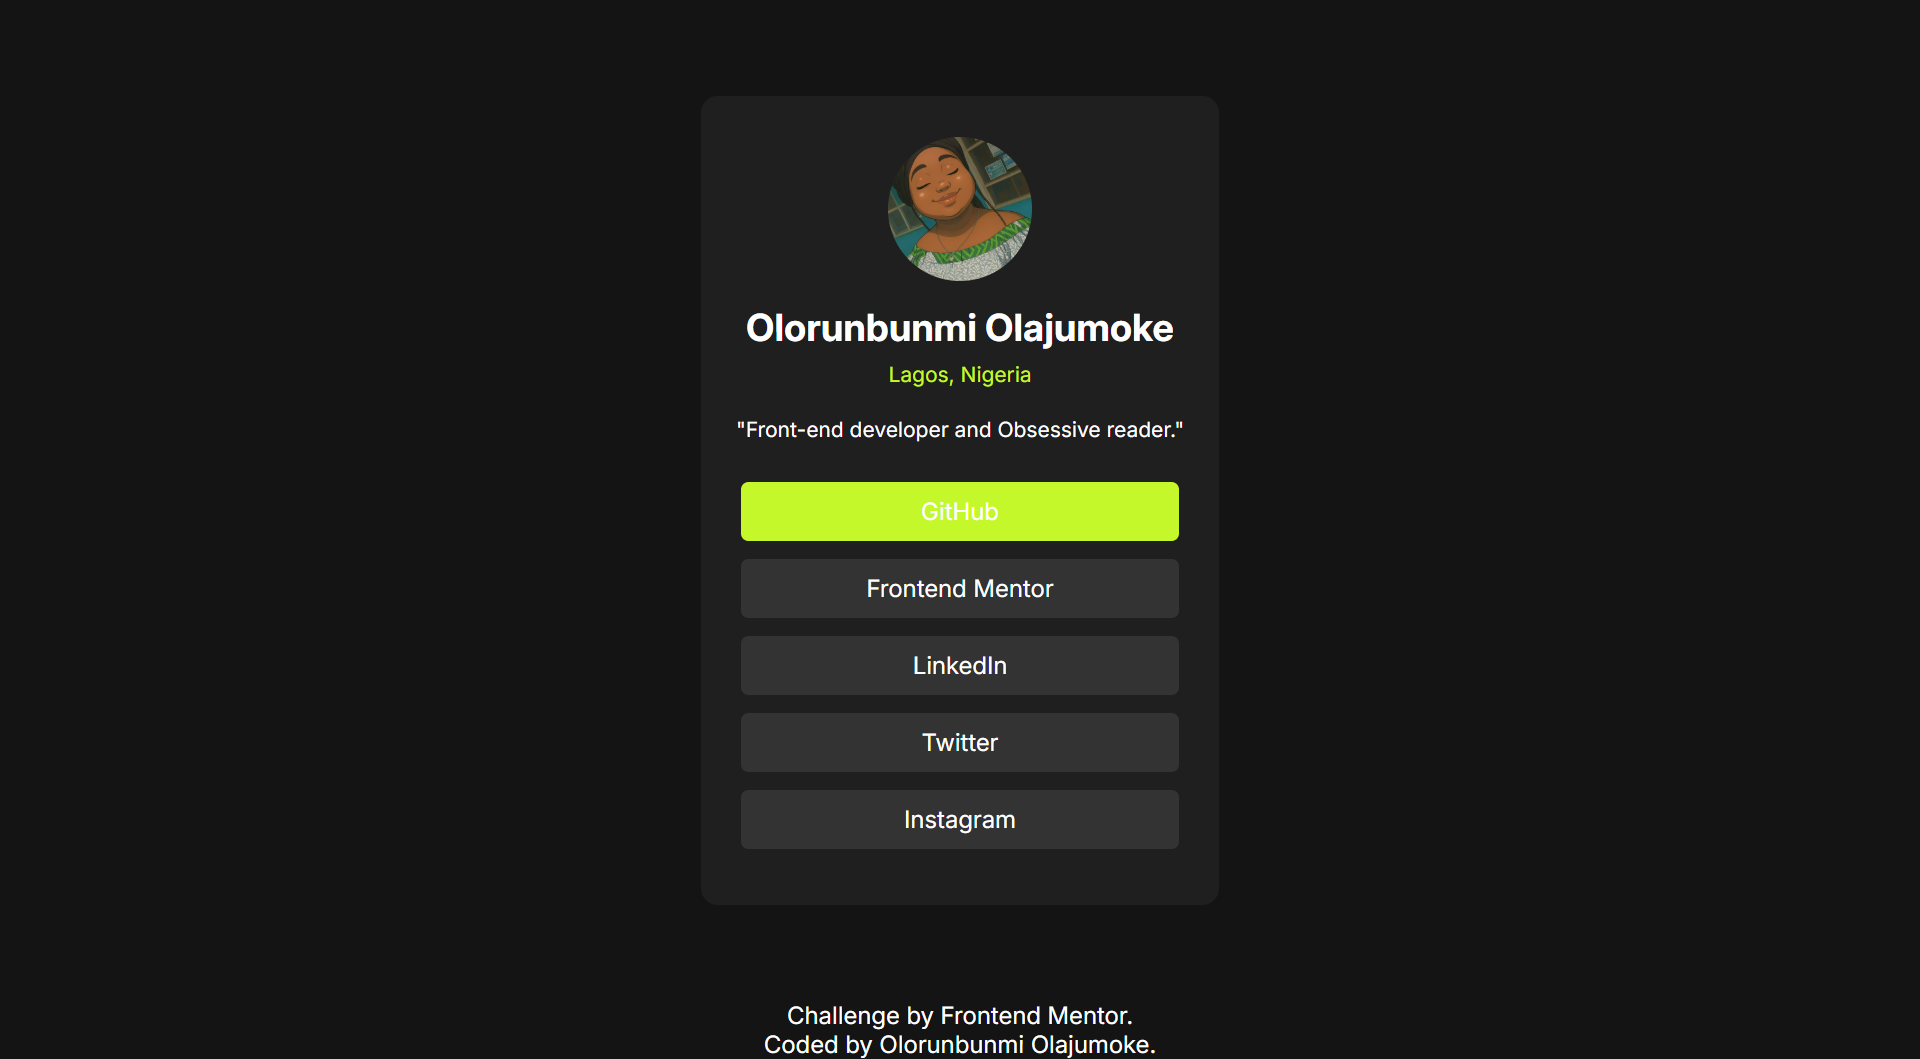 Olorunbunmi Olajumoke
Lagos, Nigeria
"Front-end developer and Obsessive reader."
GitHub
Frontend Mentor
LinkedIn
Twitter
Instagram
Challenge by Frontend Mentor.
Coded by Olorunbunmi Olajumoke.